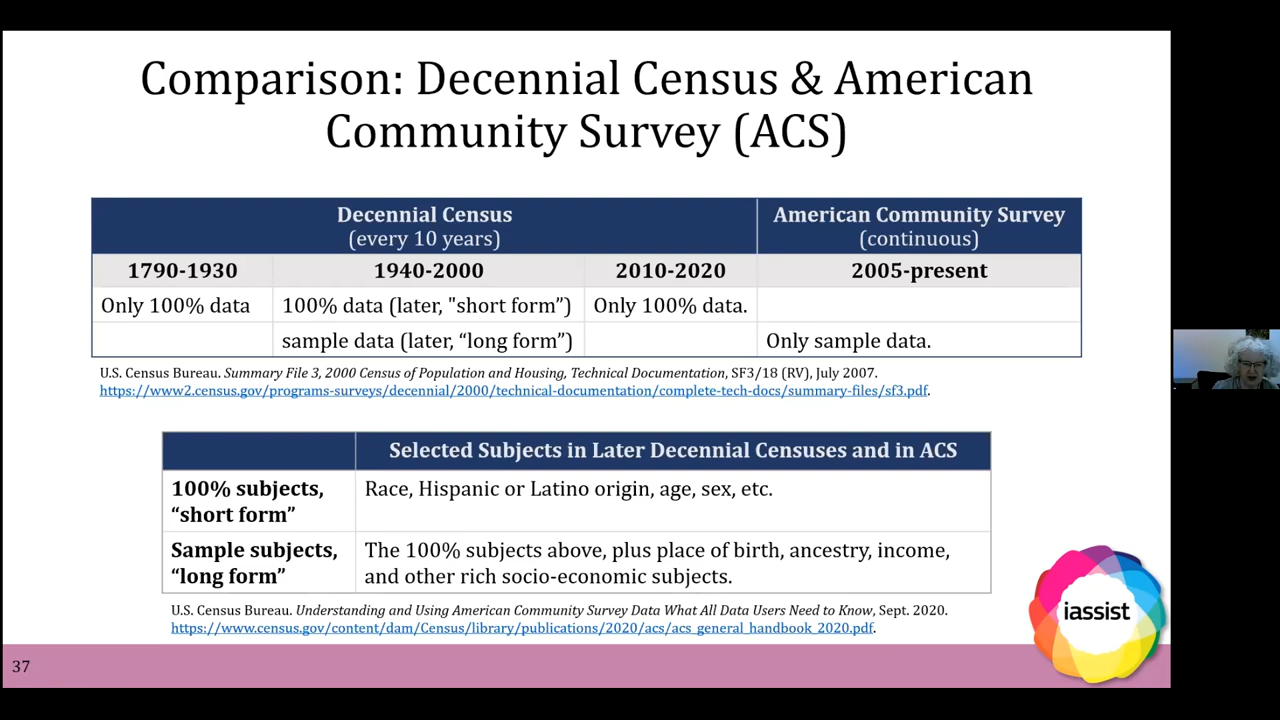 Comparison: Decennial Census & American
Community Survey (ACS)
Decennial Census
(every 10 years)
American Community Survey
(continuous)
1790-1930
1940-2000
2010-2020
2005-present
Only 100% data
100% data (later, "short form”)
Only 100% data.
sample data (later, “long form”)
Only sample data.
U.S. Census Bureau. Summary File 3, 2000 Census of Population and Housing, Technical Documentation, SF3/18 (RV), July 2007.
https://www2.census.gov/programs-surveys/decennial/2000/technical-documentation/complete-tech-docs/summary-files/sf3.pdf.
Selected Subjects in Later Decennial Censuses and in ACS
100% subjects,
“short form”
Race, Hispanic or Latino origin, age, sex, etc.
Sample subjects,
“long form”
The 100% subjects above, plus place of birth, ancestry, income,
and other rich socio-economic subjects.
U.S. Census Bureau. Understanding and Using American Community Survey Data What All Data Users Need to Know, Sept. 2020.
https://www.census.gov/content/dam/Census/library/publications/2020/acs/acs_general_handbook_2020.pdf.
iassist
37